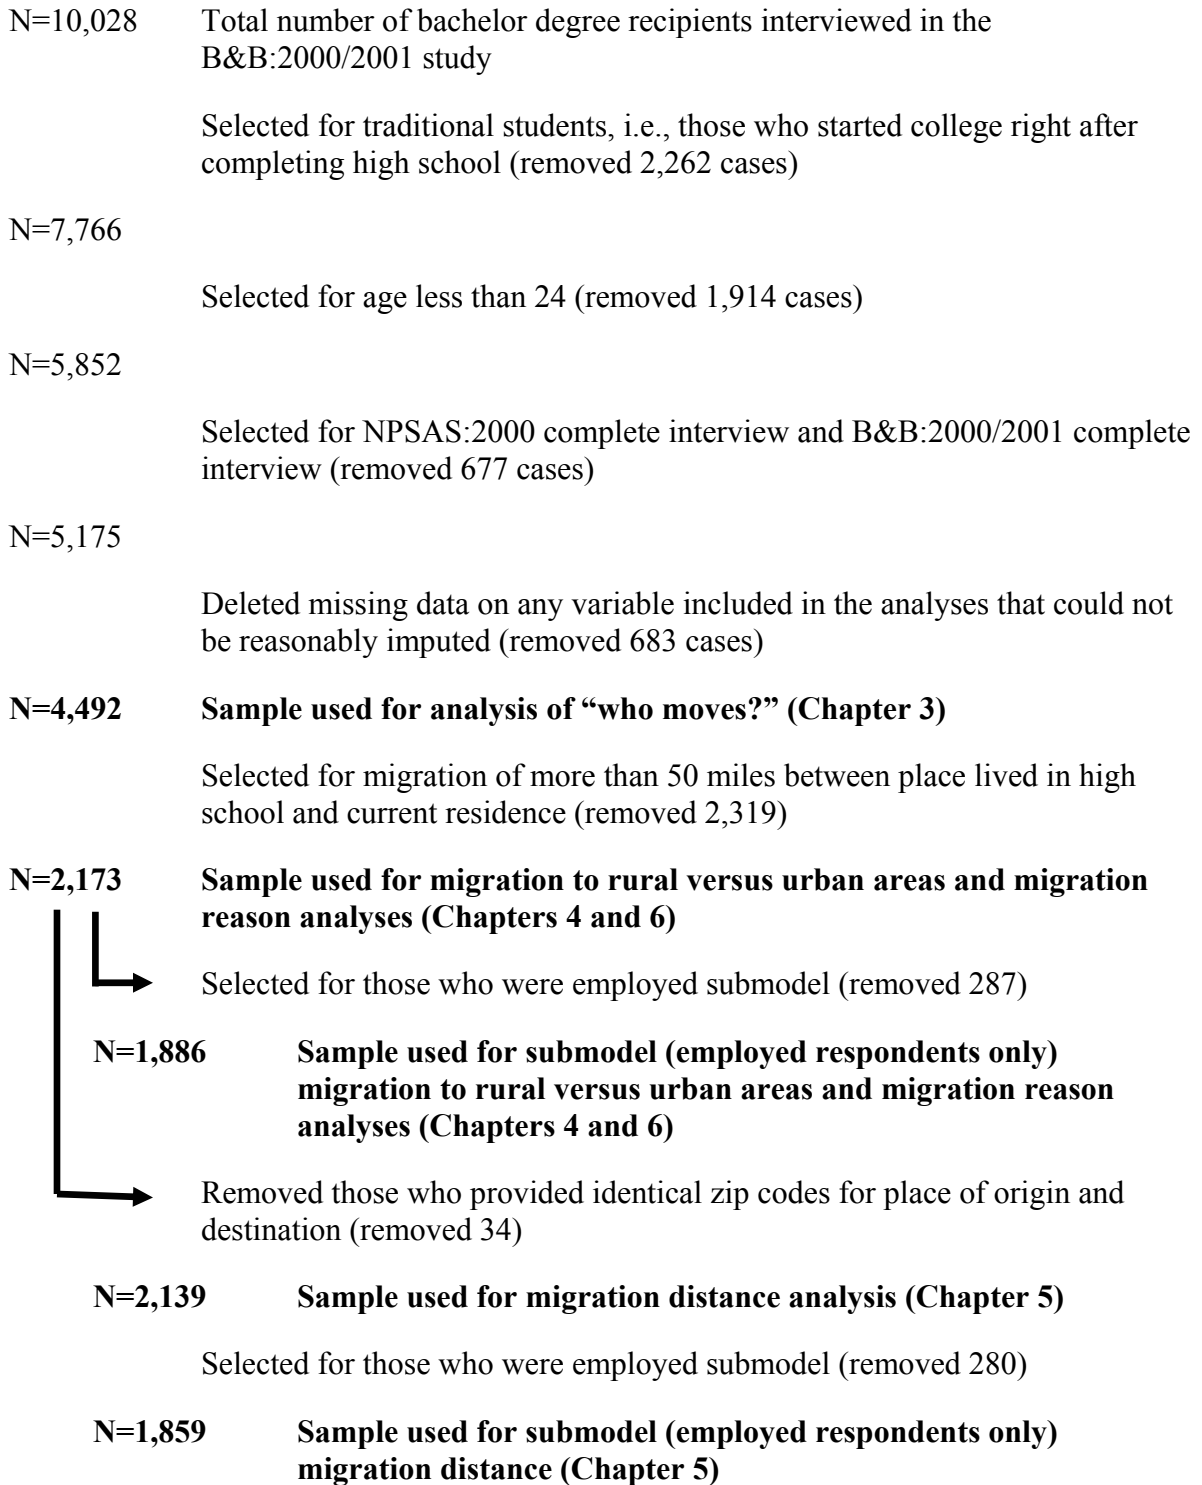 N=10,028 Total number of bachelor degree recipients interviewed in the
B&B:2000/2001 study
Selected for traditional students, i.e., those who started college right after
completing high school (removed 2,262 cases)
N=7,766
Selected for age less than 24 (removed 1,914 cases)
N=5,852
Selected for NPSAS:2000 complete interview and B&B:2000/2001 complete
interview (removed 677 cases)
N=5,175
Deleted missing data on any variable included in the analyses that could not
be reasonably imputed (removed 683 cases)
N=4,492 Sample used for analysis of “who moves?” (Chapter 3)
Selected for migration of more than 50 miles between place lived in high
school and current residence (removed 2,319)
N=2,173 Sample used for migration to rural versus urban areas and migration
reason analyses (Chapters 4 and 6)
Selected for those who were employed submodel (removed 287)
N=1,886 Sample used for submodel (employed respondents only)
migration to rural versus urban areas and migration reason
analyses (Chapters 4 and 6)
Removed those who provided identical zip codes for place of origin and
destination (removed 34)
N=2,139 Sample used for migration distance analysis (Chapter 5)
Selected for those who were employed submodel (removed 280)
N=1,859 Sample used for submodel (employed respondents only)
migration distance (Chapter 5)